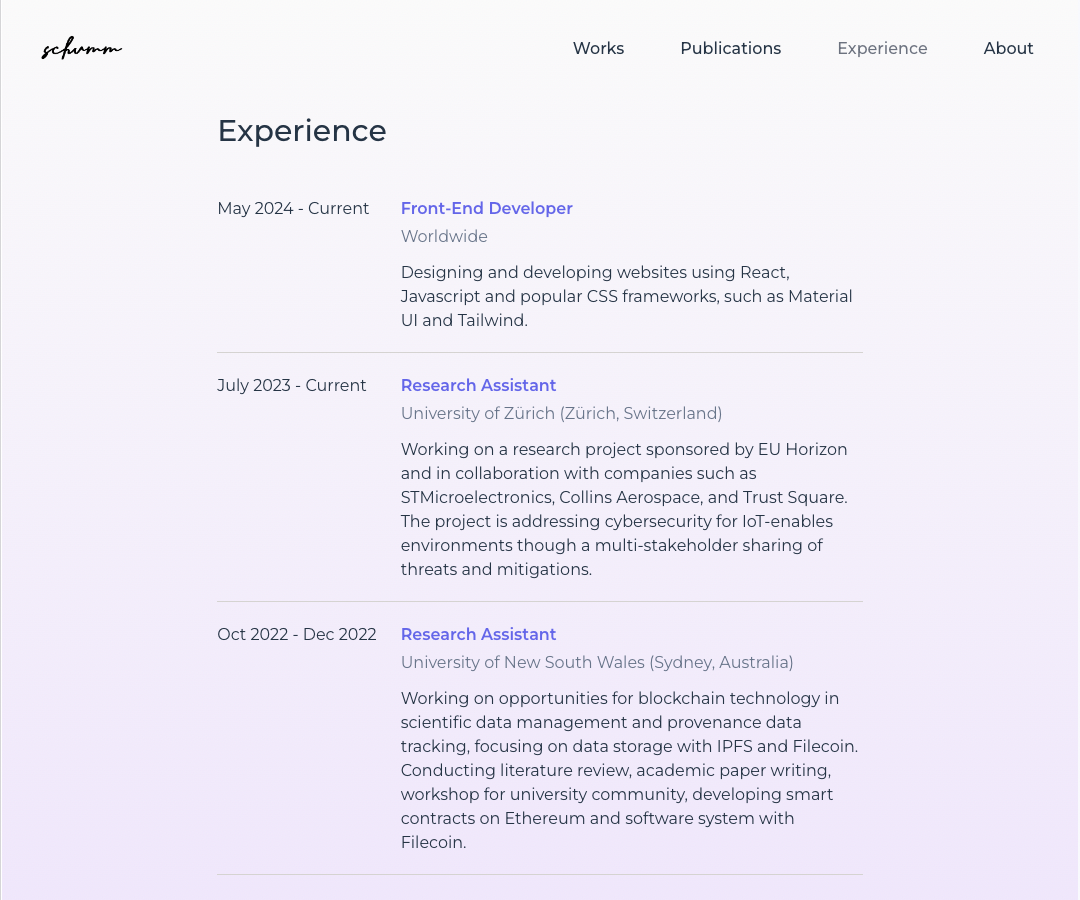 schumm
Works Publications Experience About
Experience
May 2024 - Current
Front-End Developer
Worldwide
Designing and developing websites using React,
Javascript and popular CSS frameworks, such as Material
UI and Tailwind.
July 2023 - Current
Research Assistant
University of Zürich (Zürich, Switzerland)
Working on a research project sponsored by EU Horizon
and in collaboration with companies such as
STMicroelectronics, Collins Aerospace, and Trust Square.
The project is addressing cybersecurity for IoT-enables
environments though a multi-stakeholder sharing of
threats and mitigations.
Oct 2022 - Dec 2022
Research Assistant
University of New South Wales (Sydney, Australia)
Working on opportunities for blockchain technology in
scientific data management and provenance data
tracking, focusing on data storage with IPFS and Filecoin.
Conducting literature review, academic paper writing,
workshop for university community, developing smart
contracts on Ethereum and software system with
Filecoin.